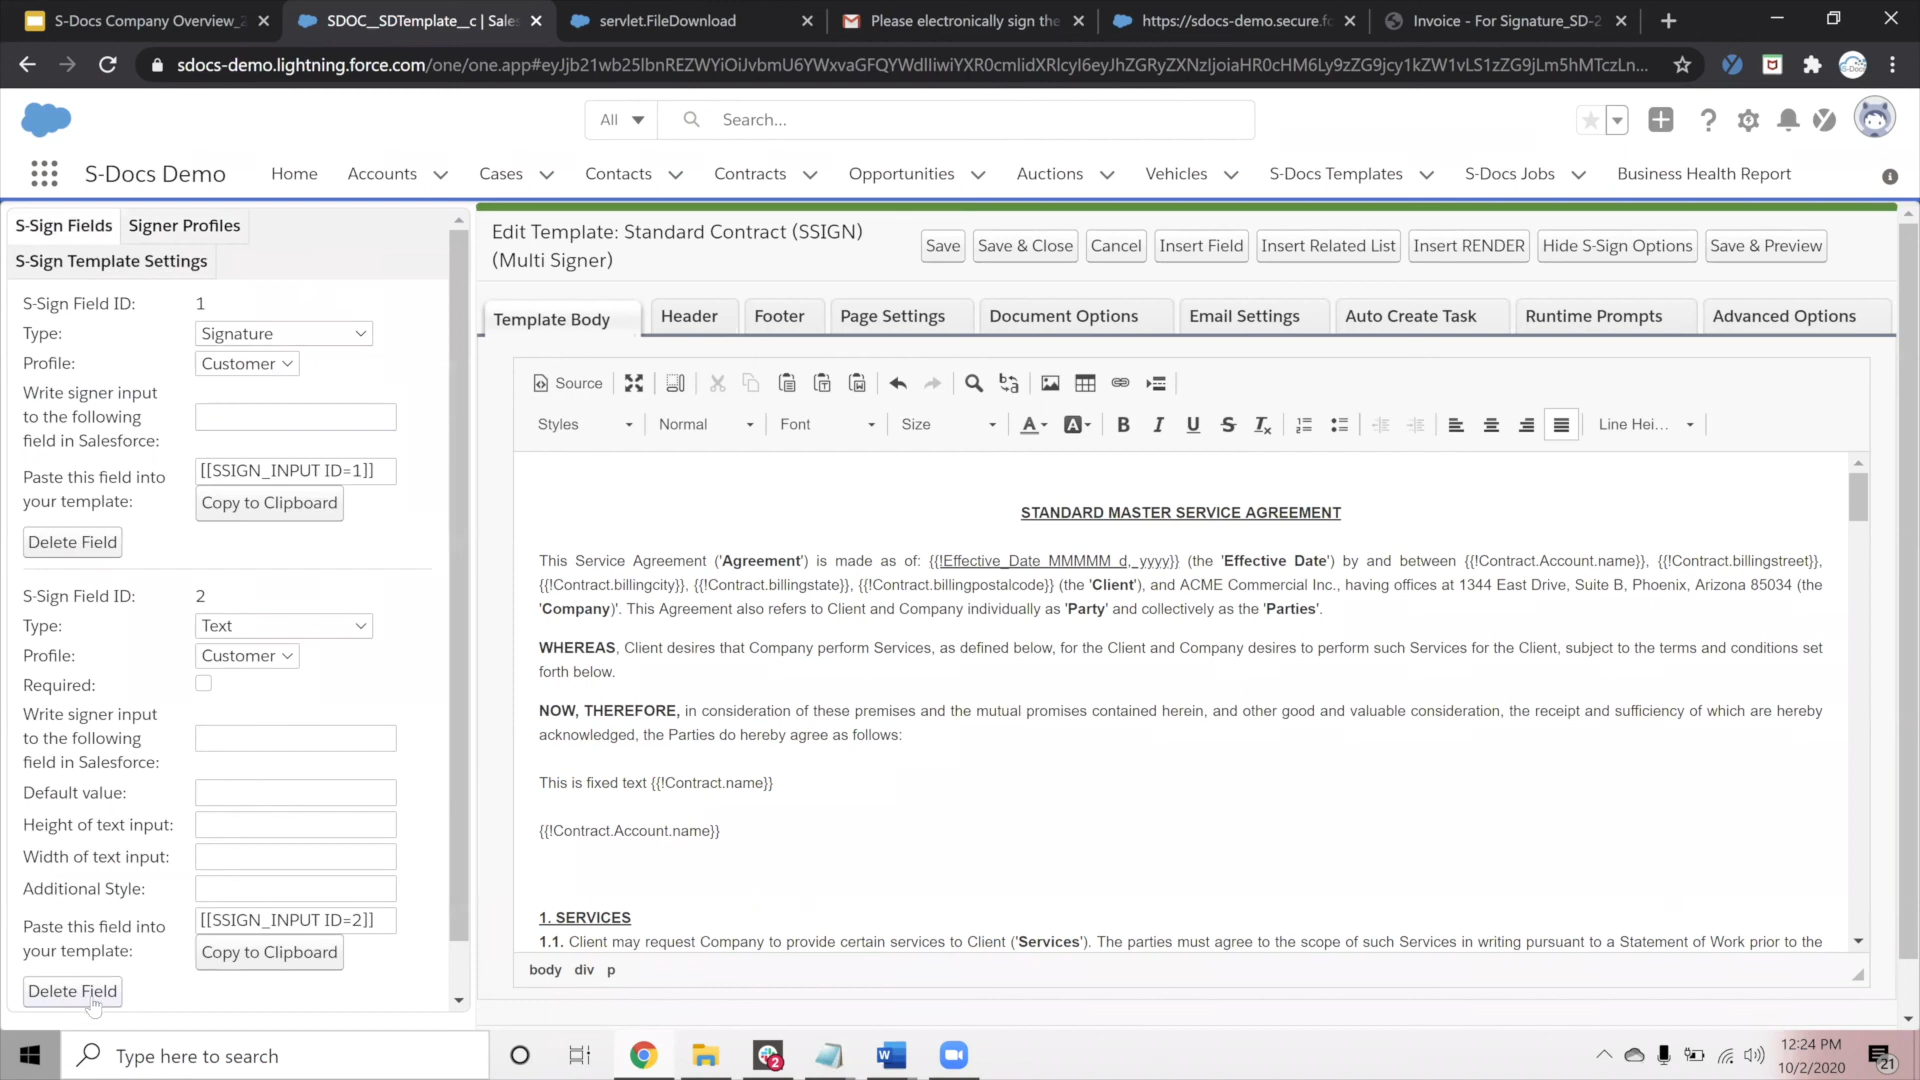 S-Docs Company Overview_2
SDOC__SDTemplate__c | Sales
servlet.FileDownload
Please electronically sign the
https://sdocs-demo.secure.fo
Invoice - For Signature_SD-2
sdocs-demo.lightning.force.com/one/one.app#eyJjb21wb25lbnREZWYiOiJvbmU6YWxvaGFQYWdlIiwiYXR0cmlidXRlcyI6eyJhZGRyZXNzIjoiaHR0cHM6Ly9zZG9jcy1kZW1vLS1zZG9jLm5hMTczLn...
All
Search...
S-Docs Demo
Home
Accounts
Cases
Contacts
Contracts
Opportunities
Auctions
Vehicles
S-Docs Templates
S-Docs Jobs
Business Health Report
S-Sign Fields
Signer Profiles
S-Sign Template Settings
S-Sign Field ID: 1
Type: Signature
Profile: Customer
Write signer input
to the following
field in Salesforce:
Paste this field into
your template:
[[SSIGN_INPUT ID=1]]
Copy to Clipboard
Delete Field
S-Sign Field ID: 2
Type: Text
Profile: Customer
Required:
Write signer input
to the following
field in Salesforce:
Default value:
Height of text input:
Width of text input:
Additional Style:
Paste this field into
your template:
[[SSIGN_INPUT ID=2]]
Copy to Clipboard
Delete Field
Edit Template: Standard Contract (SSIGN)
(Multi Signer)
Save
Save & Close
Cancel
Insert Field
Insert Related List
Insert RENDER
Hide S-Sign Options
Save & Preview
Template Body
Header
Footer
Page Settings
Document Options
Email Settings
Auto Create Task
Runtime Prompts
Advanced Options
Source
Styles
Normal
Font
Size
Line Hei...
STANDARD MASTER SERVICE AGREEMENT
This Service Agreement ('Agreement') is made as of: {{!Effective_Date MMMMM d, yyyy}} (the 'Effective Date') by and between {{!Contract.Account.name}}, {{!Contract.billingstreet}},
{{!Contract.billingcity}}, {{!Contract.billingstate}}, {{!Contract.billingpostalcode}} (the 'Client'), and ACME Commercial Inc., having offices at 1344 East Drive, Suite B, Phoenix, Arizona 85034 (the
'Company)'. This Agreement also refers to Client and Company individually as 'Party' and collectively as the 'Parties'.
WHEREAS, Client desires that Company perform Services, as defined below, for the Client and Company desires to perform such Services for the Client, subject to the terms and conditions set
forth below.
NOW, THEREFORE, in consideration of these premises and the mutual promises contained herein, and other good and valuable consideration, the receipt and sufficiency of which are hereby
acknowledged, the Parties do hereby agree as follows:
This is fixed text {{!Contract.name}}
{{!Contract.Account.name}}
1. SERVICES
1.1. Client may request Company to provide certain services to Client ('Services'). The parties must agree to the scope of such Services in writing pursuant to a Statement of Work prior to the
body div p
Type here to search
2
12:24 PM
10/2/2020
21